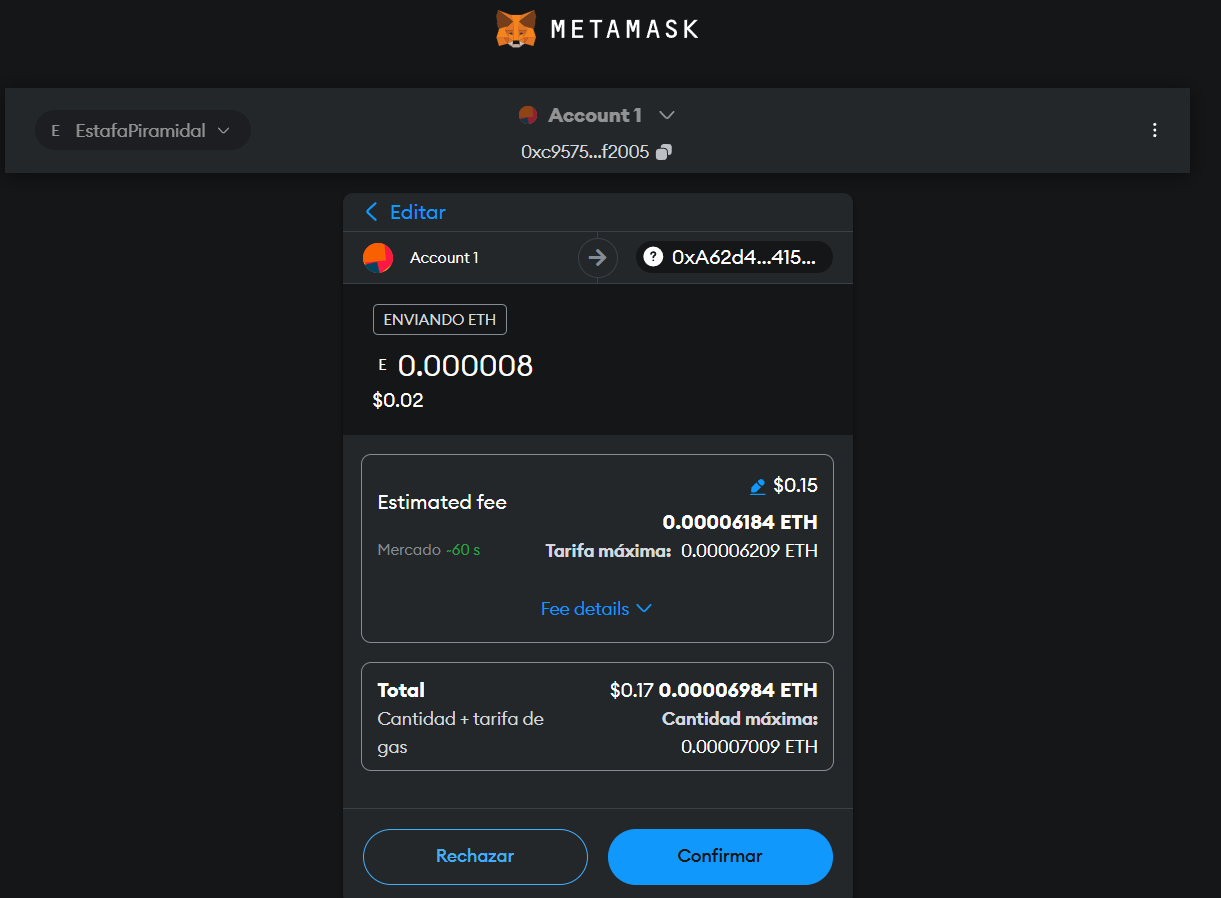 METAMASK
E EstafaPiramidal
Account 1
0xc9575...f2005
Editar
Account 1
? 0xA62d4...415...
ENVIANDO ETH
E 0.000008
$0.02
$0.15
Estimated fee
0.00006184 ETH
Mercado ~60 s
Tarifa máxima: 0.00006209 ETH
Fee details
Total $0.17 0.00006984 ETH
Cantidad + tarifa de gas
Cantidad máxima:
0.00007009 ETH
Rechazar
Confirmar